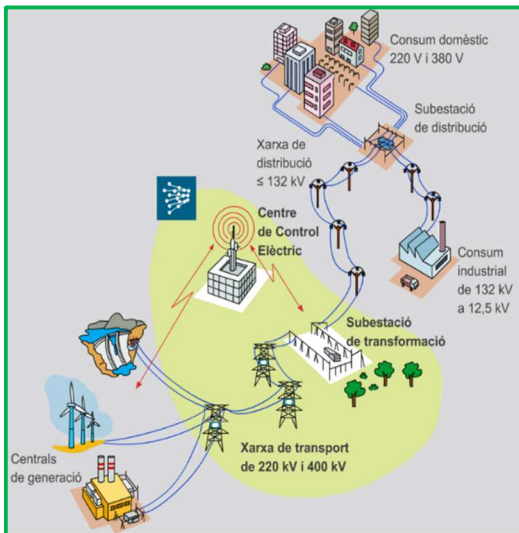 Consum domèstic
220 V i 380 V
Subestació
de distribució
Xarxa de
distribució
≤ 132 kV
Centre
de Control
Elèctric
Consum
industrial
de 132 kV
a 12,5 kV
Subestació
de transformació
Xarxa de transport
de 220 kV i 400 kV
Centrals
de generació